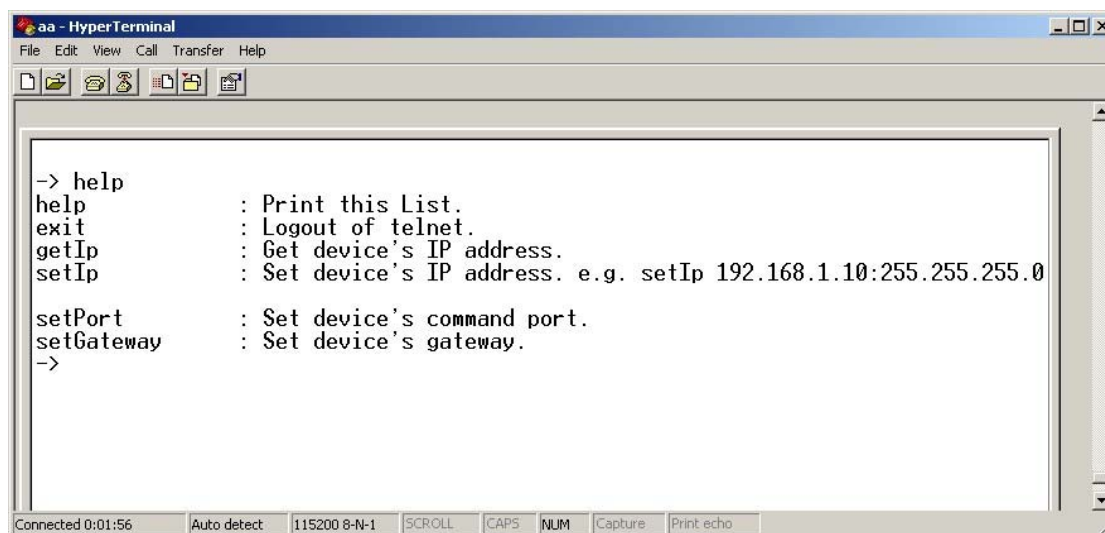 aa - HyperTerminal
File Edit View Call Transfer Help
-> help
help : Print this List.
exit : Logout of telnet.
getIp : Get device's IP address.
setIp : Set device's IP address. e.g. setIp 192.168.1.10:255.255.255.0
setPort : Set device's command port.
setGateway : Set device's gateway.
->
Connected 0:01:56 Auto detect 115200 8-N-1 SCROLL CAPS NUM Capture Print echo